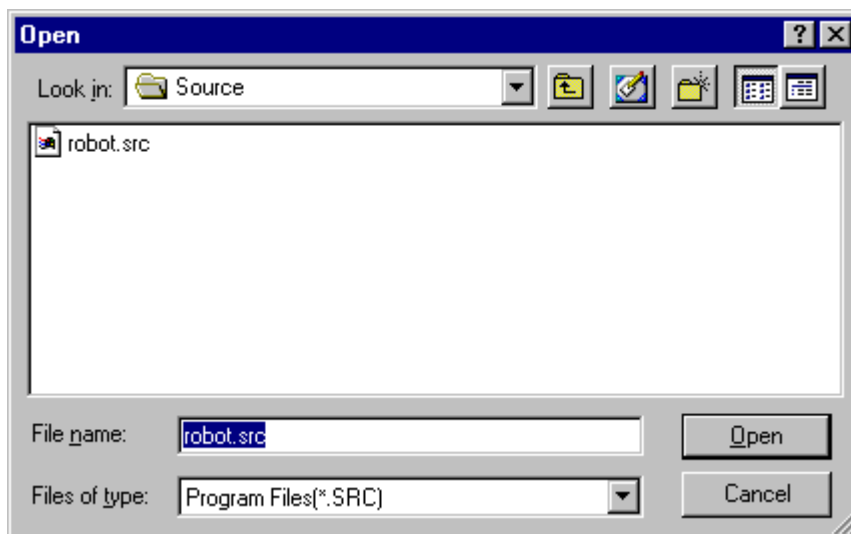 Open
Look in: Source
robot.src
File name: robot.src Open
Files of type: Program Files(*.SRC) Cancel